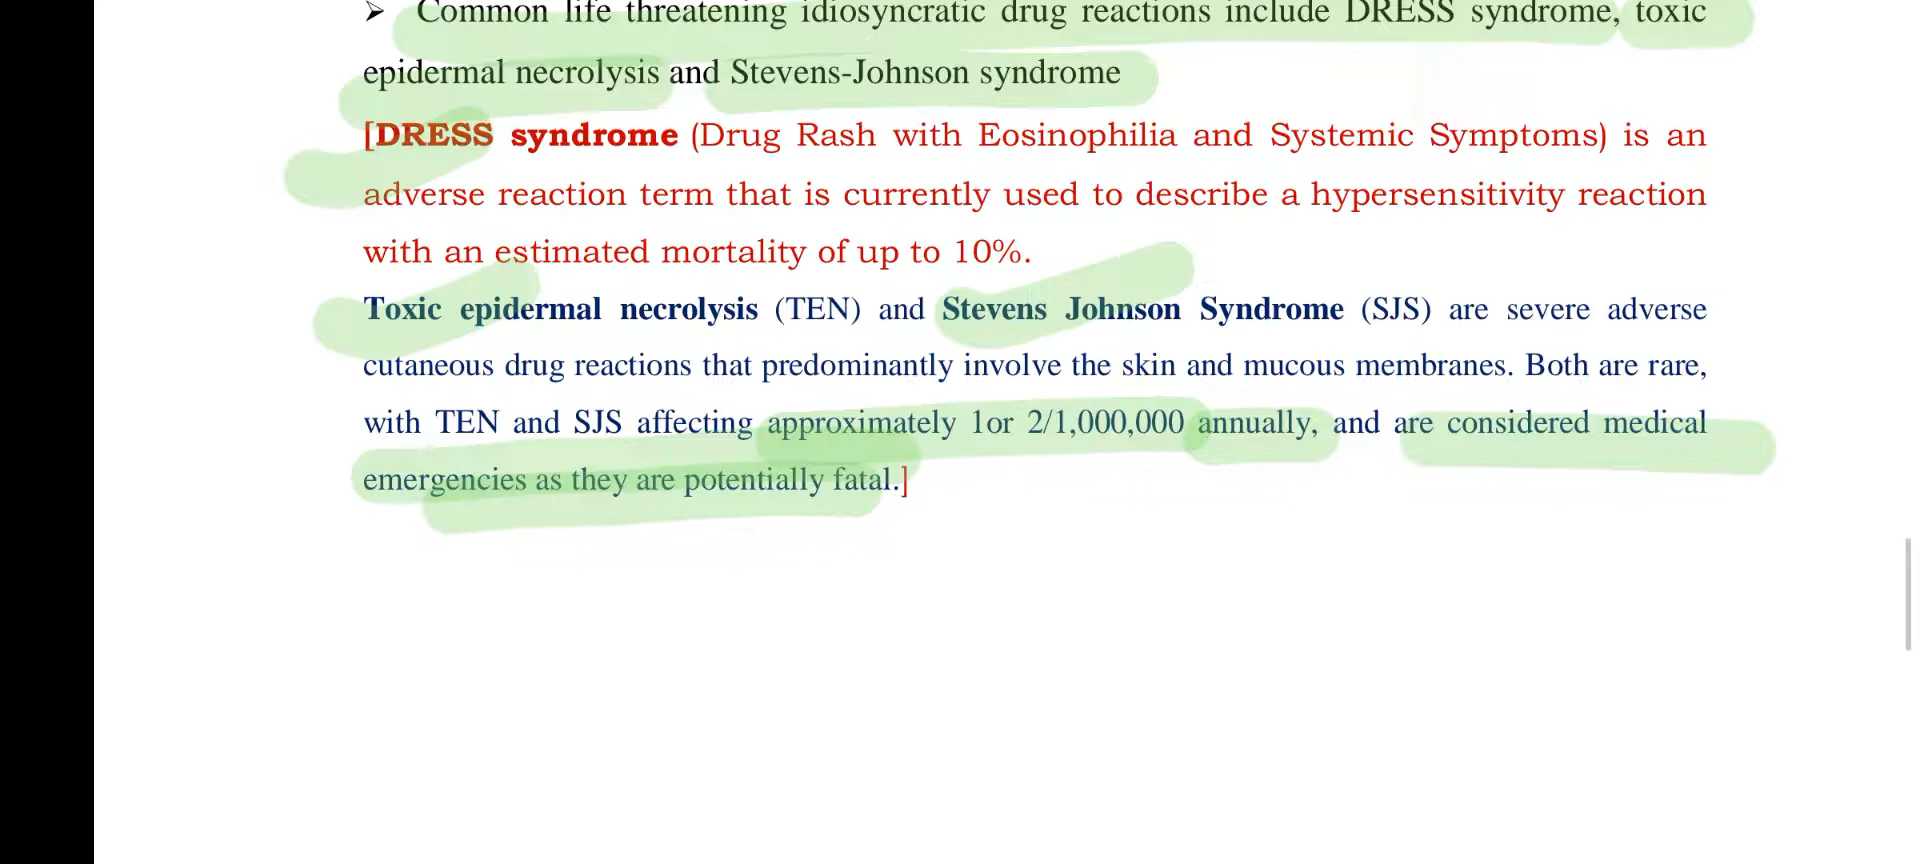 ➢ Common life threatening idiosyncratic drug reactions include DRESS syndrome, toxic
epidermal necrolysis and Stevens-Johnson syndrome
[DRESS syndrome (Drug Rash with Eosinophilia and Systemic Symptoms) is an
adverse reaction term that is currently used to describe a hypersensitivity reaction
with an estimated mortality of up to 10%.
Toxic epidermal necrolysis (TEN) and Stevens Johnson Syndrome (SJS) are severe adverse
cutaneous drug reactions that predominantly involve the skin and mucous membranes. Both are rare,
with TEN and SJS affecting approximately 1or 2/1,000,000 annually, and are considered medical
emergencies as they are potentially fatal.]